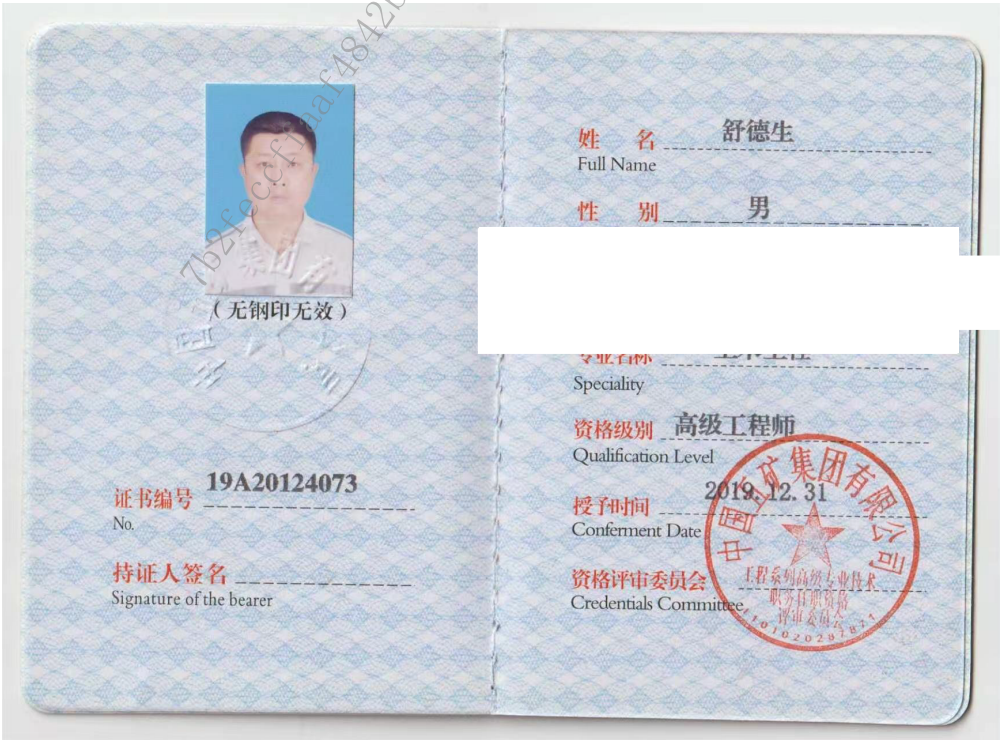 (无钢印无效)
证书编号 19A20124073
No.
持证人签名
Signature of the bearer
姓 名 舒德生
Full Name
性 别 男
专业名称
Speciality
资格级别 高级工程师
Qualification Level
授予时间 2019.12.31
Conferment Date
资格评审委员会
Credentials Committee
中国五矿集团有限公司
工程系列高级专业技术
职务任职资格
评审委员会